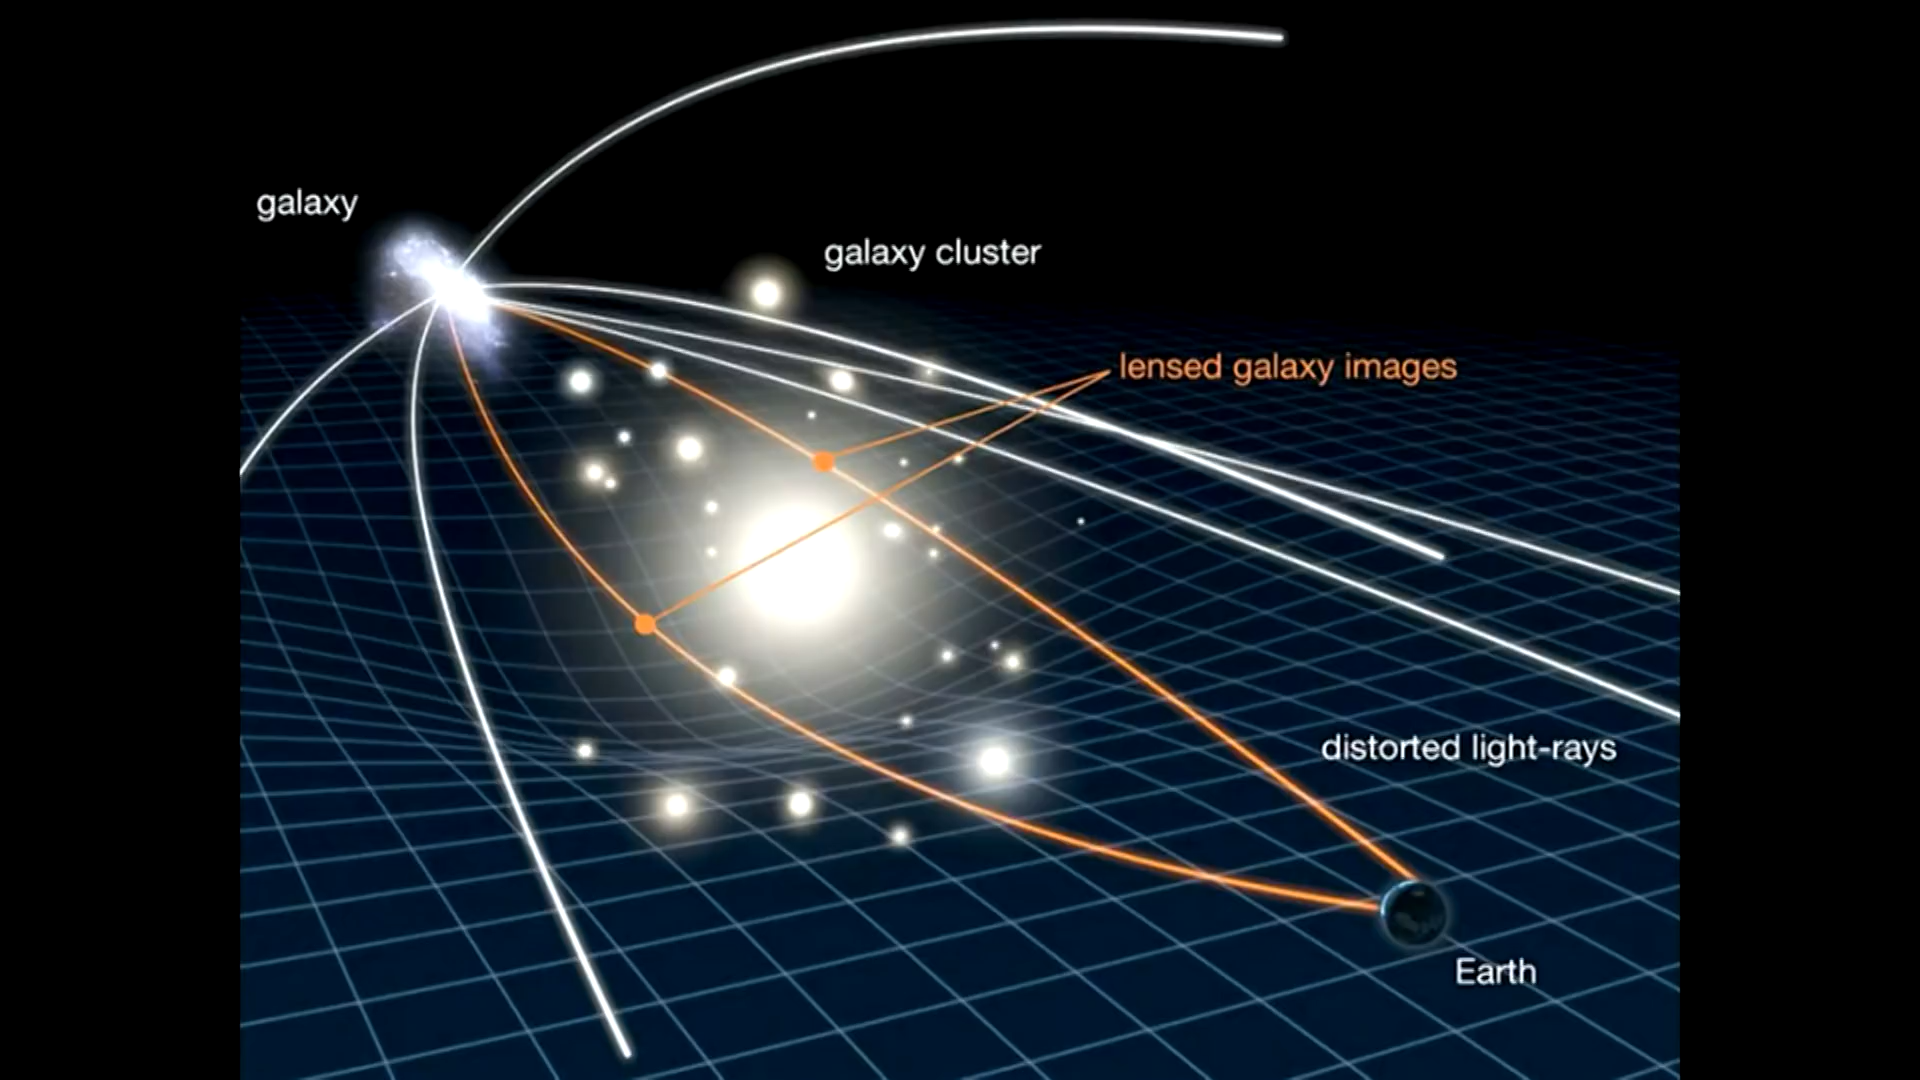 galaxy
galaxy cluster
lensed galaxy images
distorted light-rays
Earth